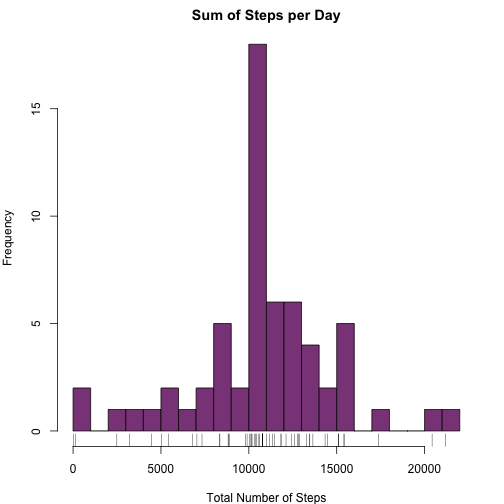 Sum of Steps per Day
Frequency
15
10
5
0
0 5000 10000 15000 20000
Total Number of Steps